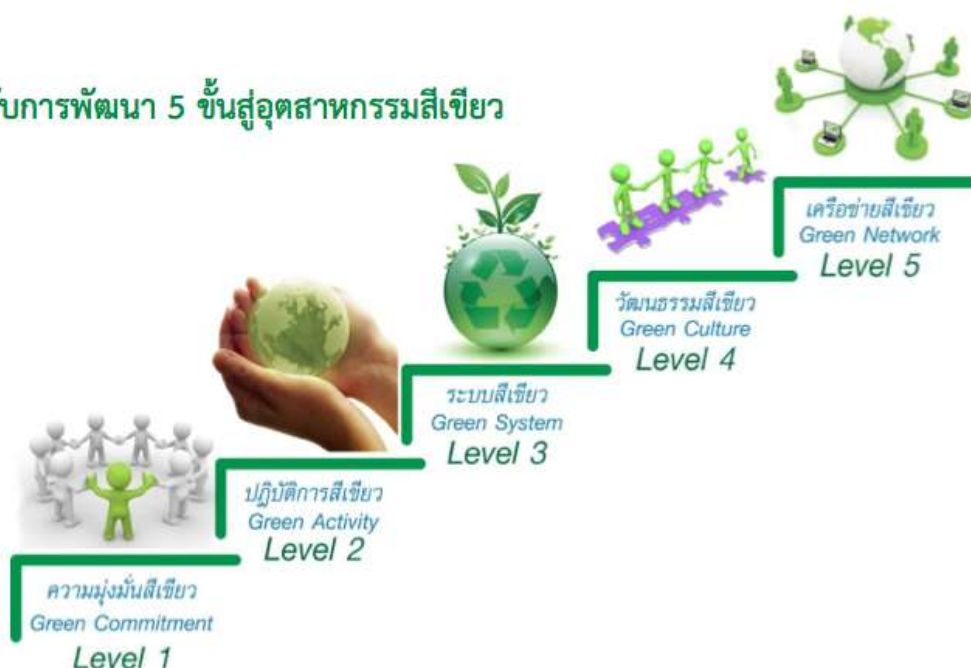 การพัฒนา 5 ขั้นสู่อุตสาหกรรมสีเขียว
เครือข่ายสีเขียว
Green Network
Level 5
วัฒนธรรมสีเขียว
Green Culture
Level 4
ระบบสีเขียว
Green System
Level 3
ปฏิบัติการสีเขียว
Green Activity
Level 2
ความมุ่งมั่นสีเขียว
Green Commitment
Level 1